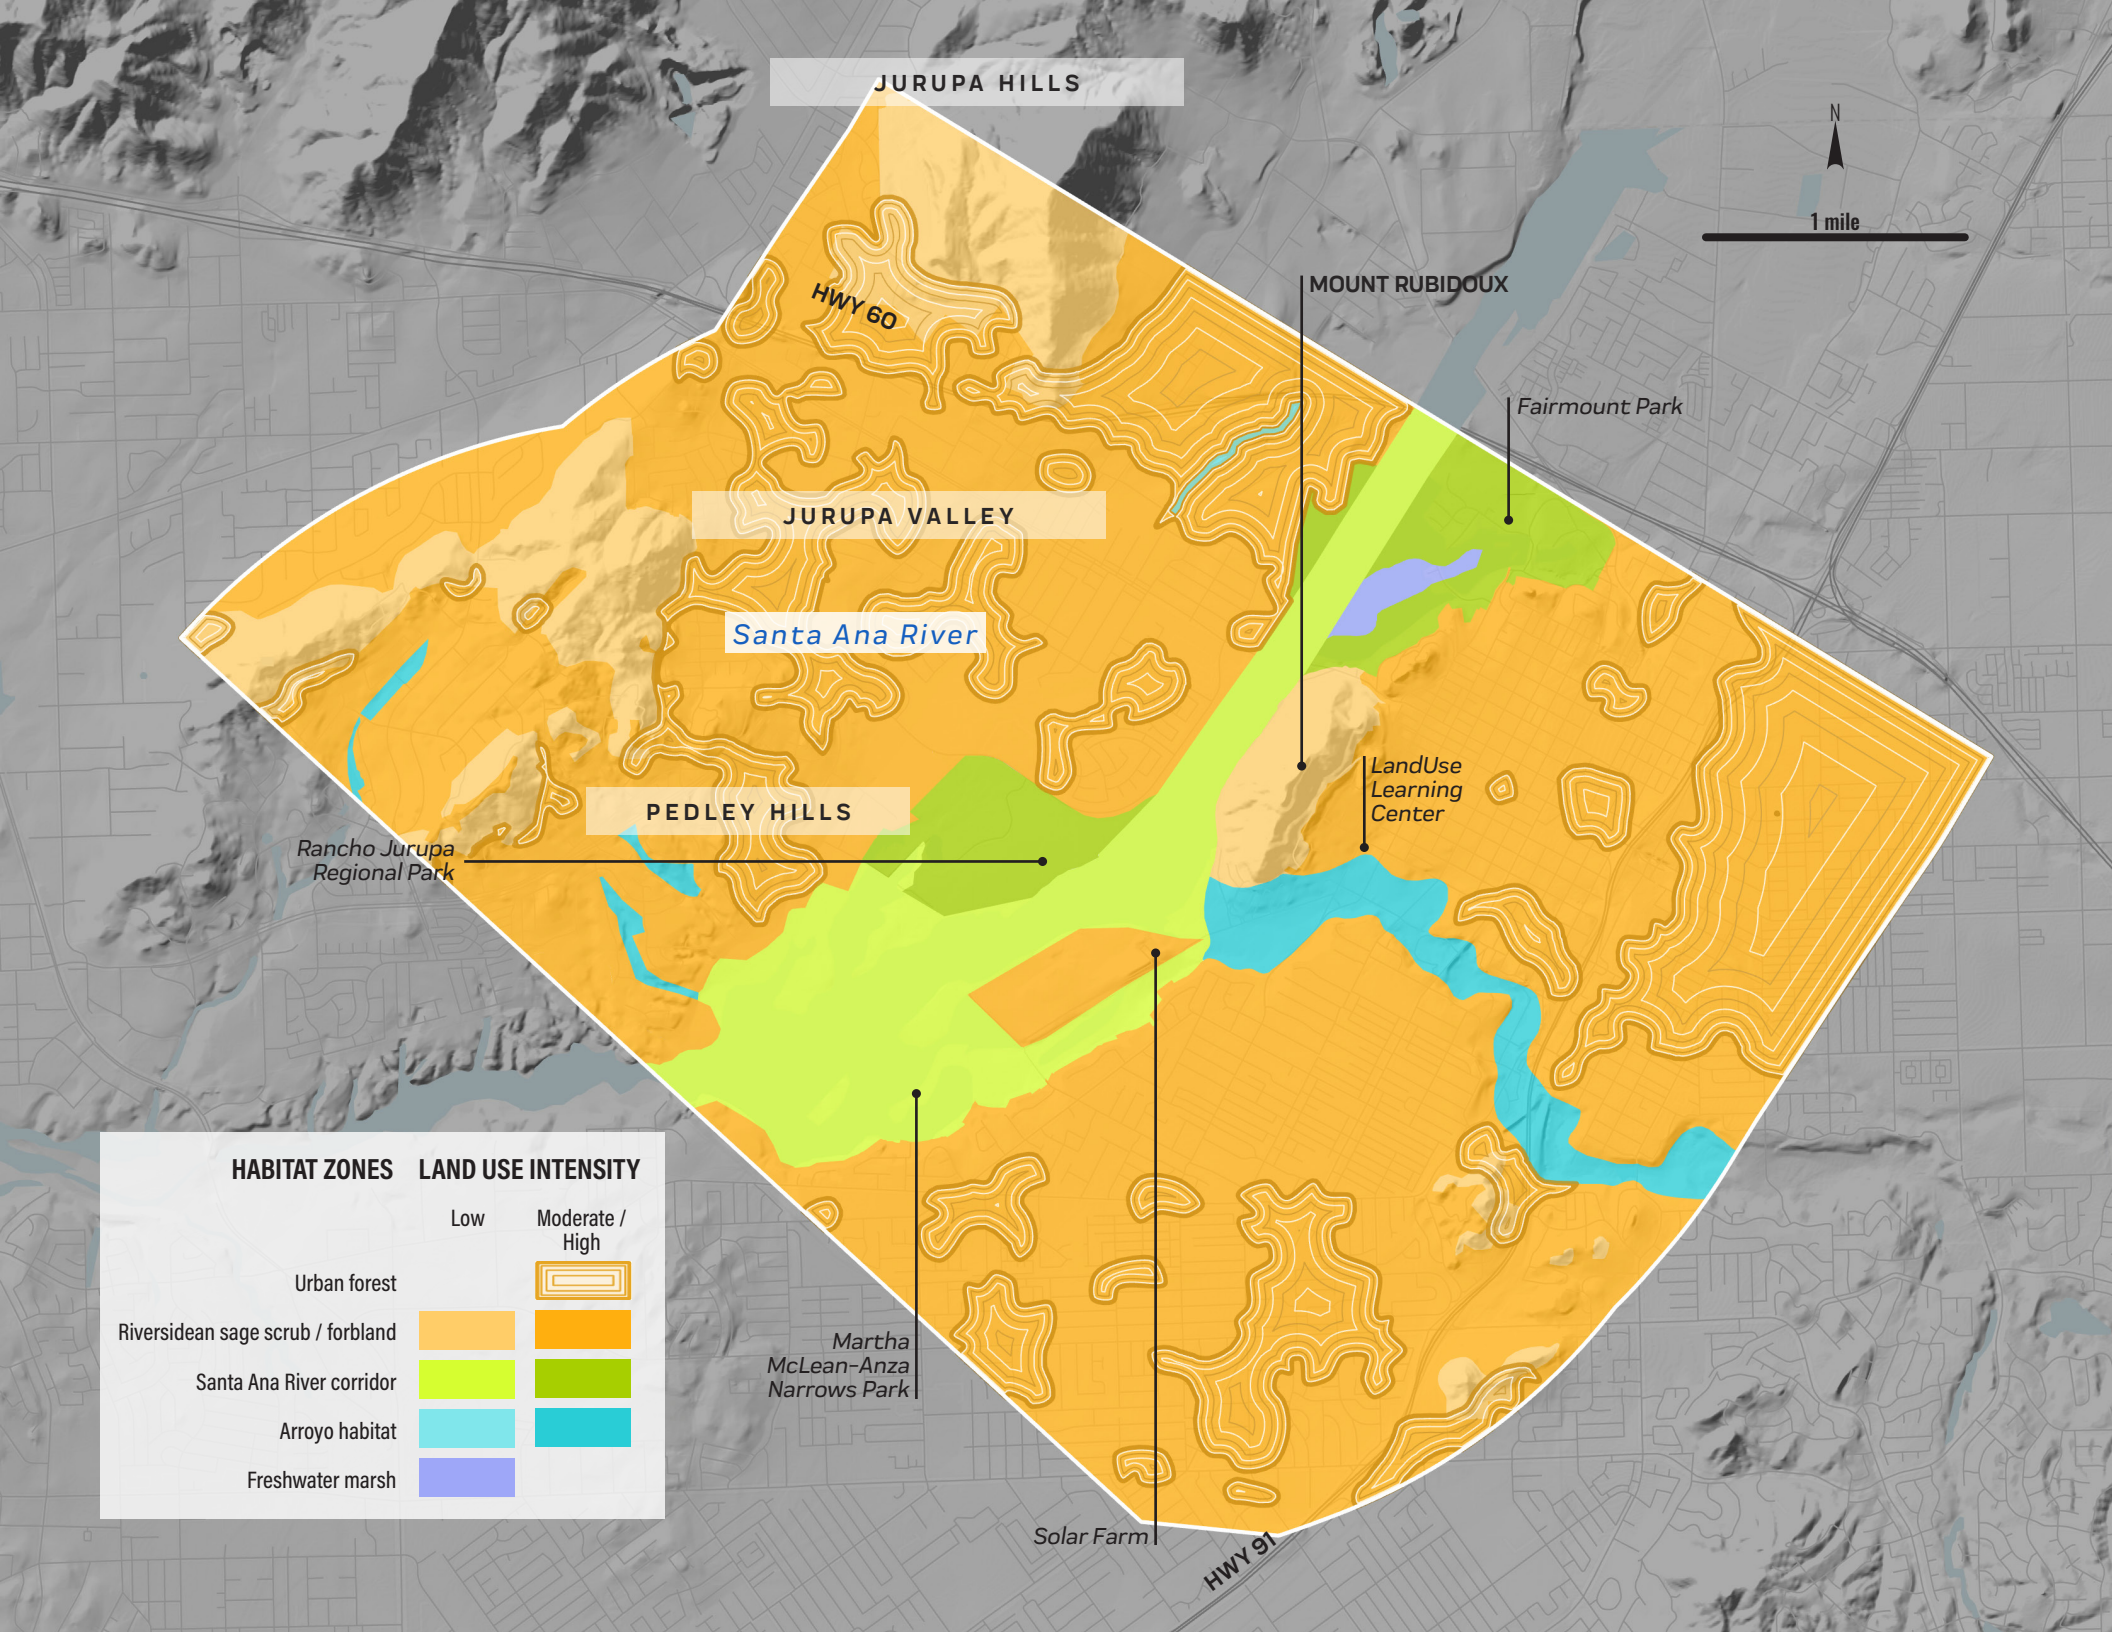 JURUPA HILLS
N
1 mile
MOUNT RUBIDOUX
HWY 60
Fairmount Park
JURUPA VALLEY
Santa Ana River
LandUse
Learning
Center
PEDLEY HILLS
Rancho Jurupa
Regional Park
HABITAT ZONES LAND USE INTENSITY
Low Moderate /
High
Urban forest
Riversidean sage scrub / forbland
Santa Ana River corridor
Arroyo habitat
Freshwater marsh
Martha
McLean-Anza
Narrows Park
Solar Farm
HWY 91